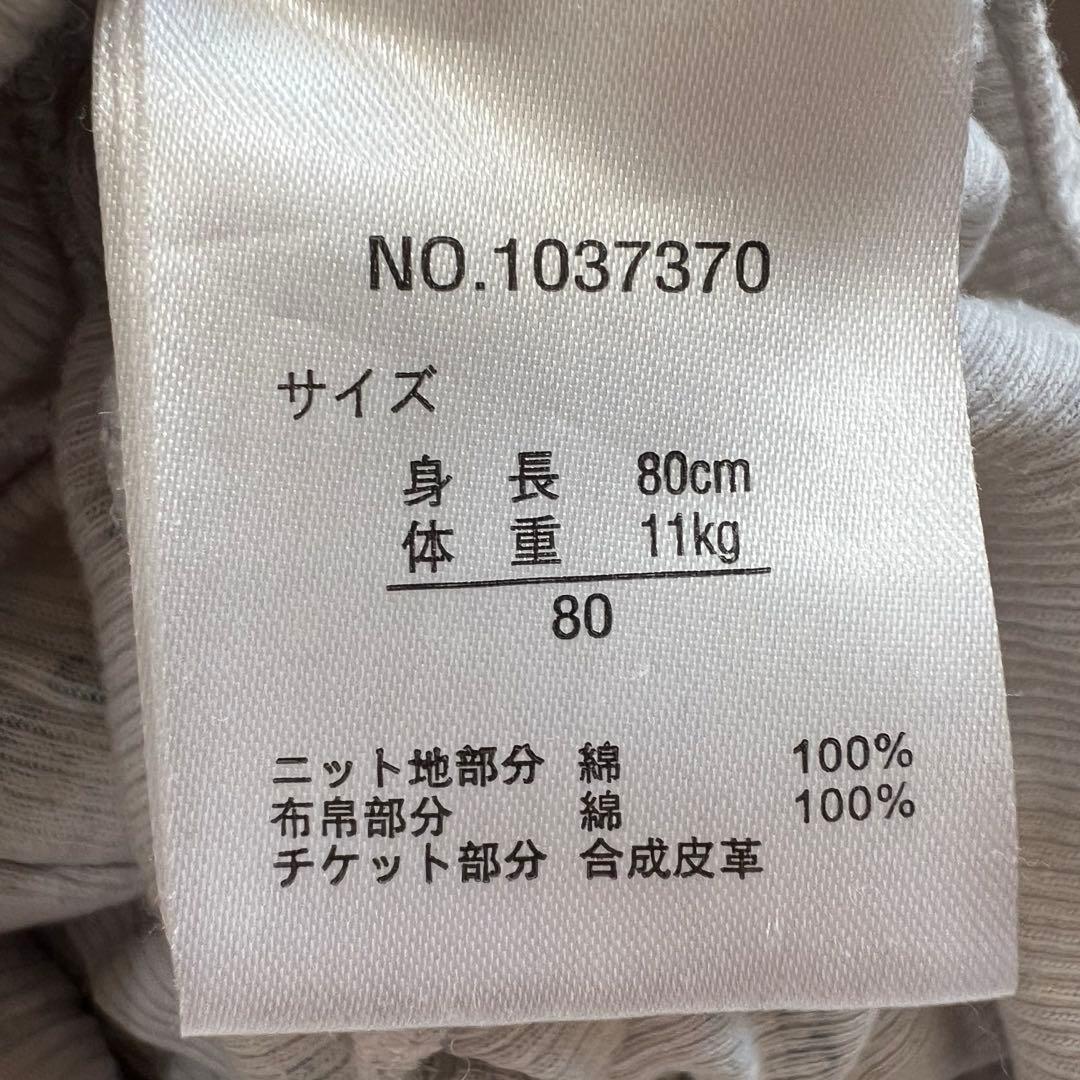 NO.1037370
サイズ
身 長 80cm
体 重 11kg
80
ニット地部分 綿 100%
布帛部分 綿 100%
チケット部分 合成皮革